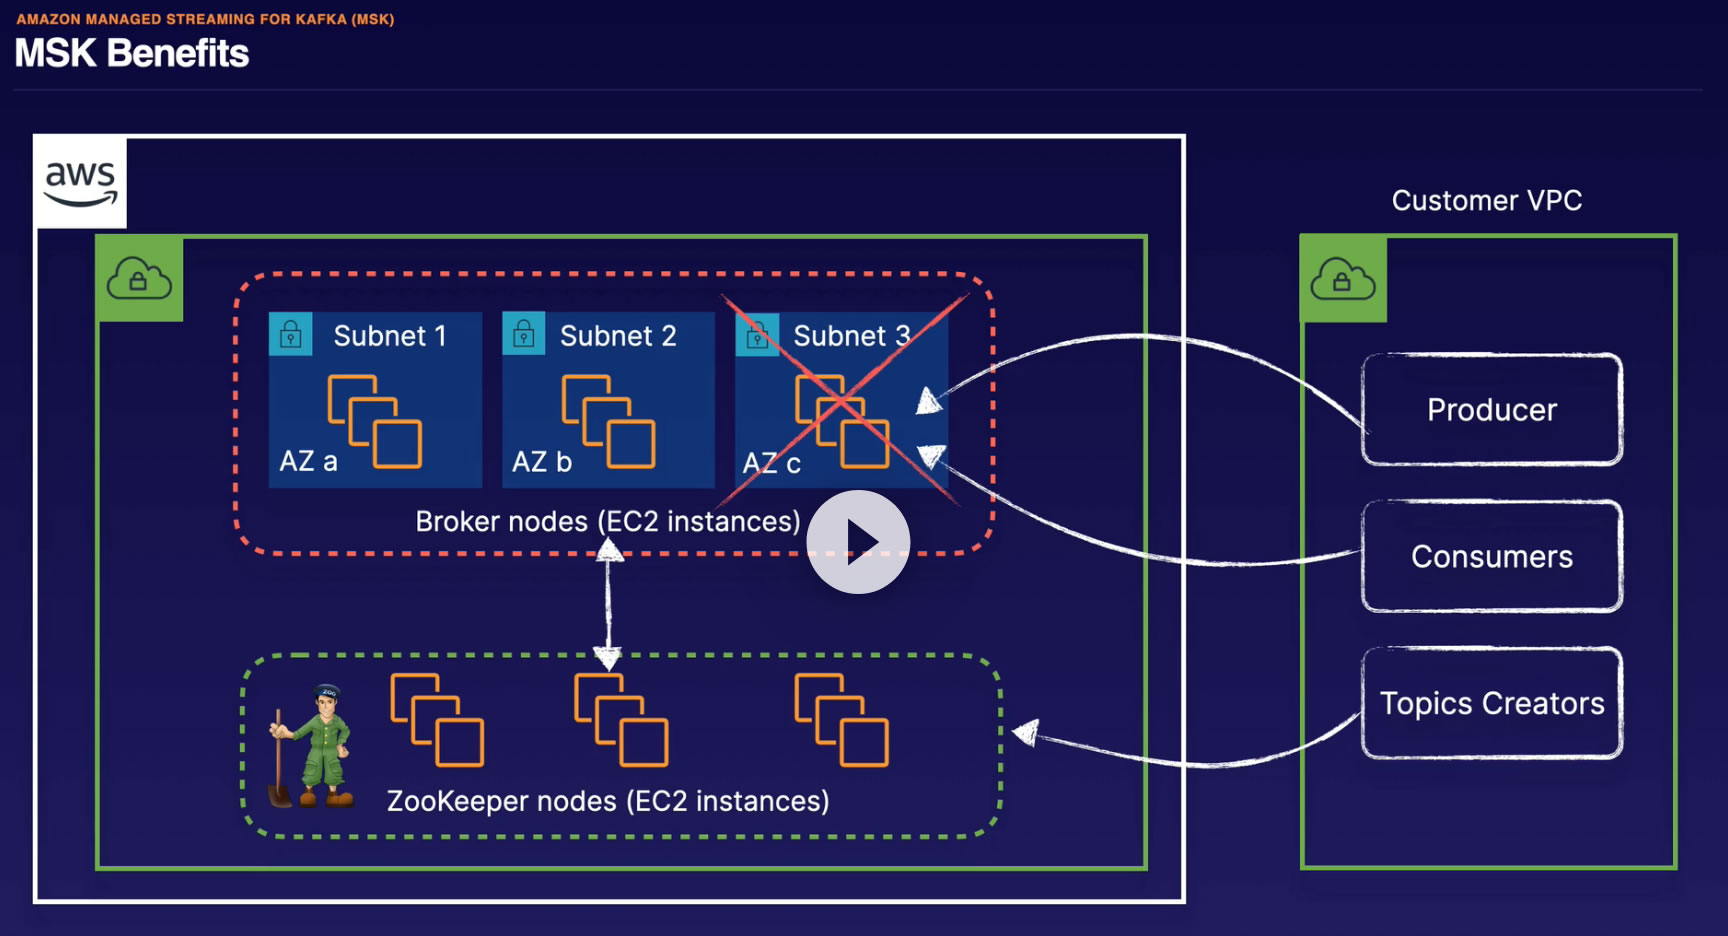 AMAZON MANAGED STREAMING FOR KAFKA (MSK)
MSK Benefits
aws
Customer VPC
Subnet 1
Subnet 2
Subnet 3
AZ a
AZ b
AZ c
Broker nodes (EC2 instances)
Producer
Consumers
Topics Creators
ZOO
ZooKeeper nodes (EC2 instances)